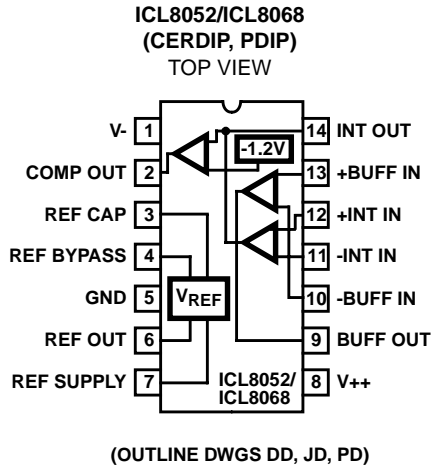 ICL8052/ICL8068
(CERDIP, PDIP)
TOP VIEW
V- 1
14 INT OUT
-1.2V
COMP OUT 2
13 +BUFF IN
REF CAP 3
12 +INT IN
REF BYPASS 4
11 -INT IN
GND 5
VREF
10 -BUFF IN
REF OUT 6
9 BUFF OUT
REF SUPPLY 7
ICL8052/
ICL8068
8 V++
(OUTLINE DWGS DD, JD, PD)